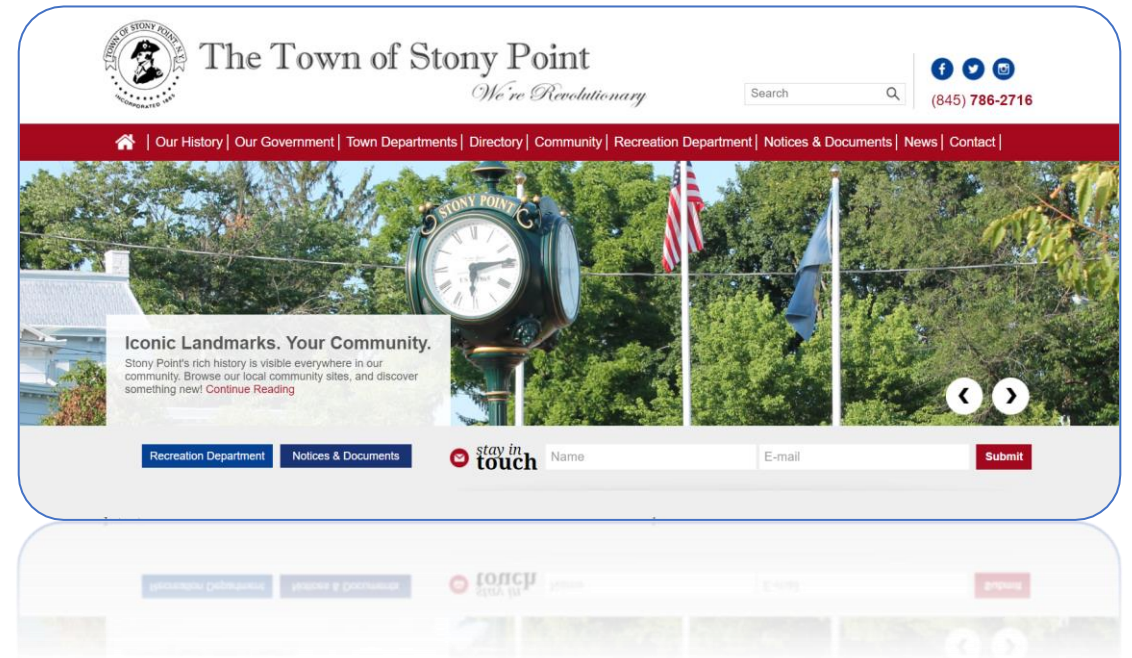 TOWN OF STONY POINT, N.Y.
INCORPORATED 1865
The Town of Stony Point
We're Revolutionary
Search
(845) 786-2716
Our History | Our Government | Town Departments | Directory | Community | Recreation Department | Notices & Documents | News | Contact |
STONY POINT
Iconic Landmarks. Your Community.
Stony Point's rich history is visible everywhere in our
community. Browse our local community sites, and discover
something new! Continue Reading
Recreation Department
Notices & Documents
stay in
touch
Name
E-mail
Submit